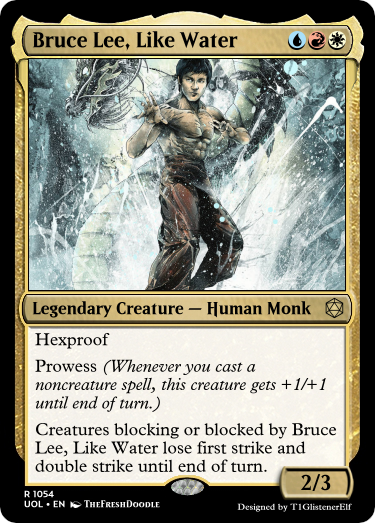 Bruce Lee, Like Water
Legendary Creature — Human Monk
Hexproof
Prowess (Whenever you cast a
noncreature spell, this creature gets +1/+1
until end of turn.)
Creatures blocking or blocked by Bruce
Lee, Like Water lose first strike and
double strike until end of turn.
2/3
R 1054
UOL • EN TheFreshDoodle
Designed by T1GlistenerElf